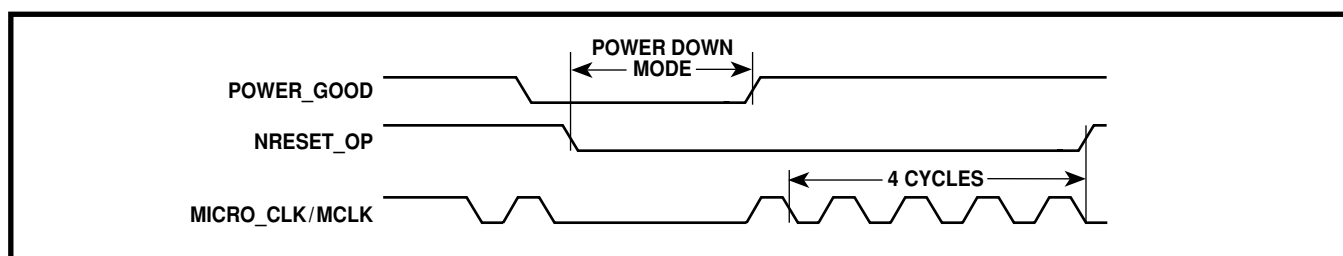 POWER DOWN
MODE
POWER_GOOD
NRESET_OP
4 CYCLES
MICRO_CLK/MCLK